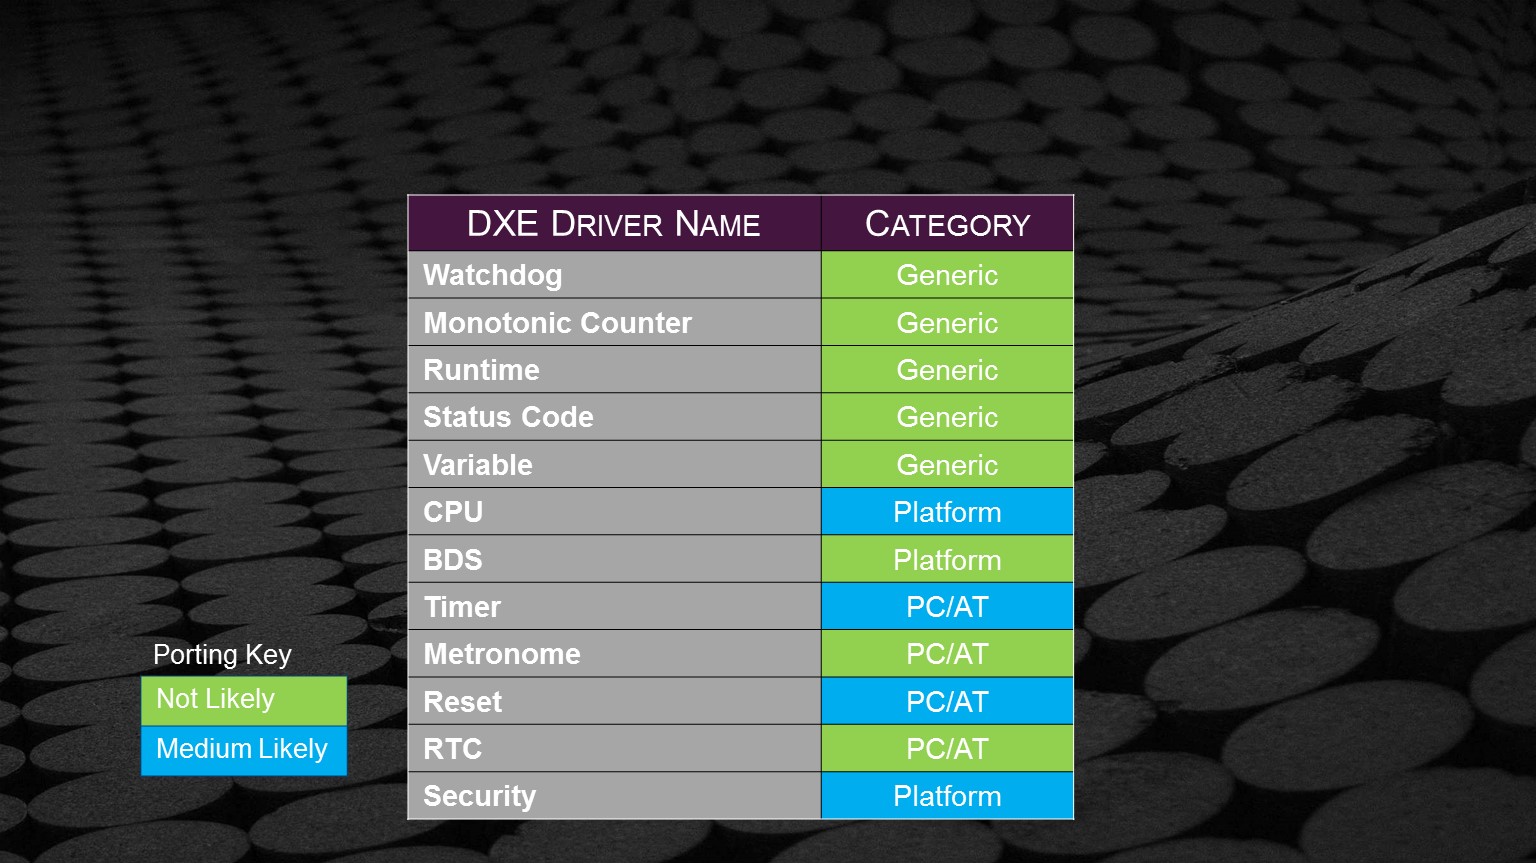 DXE DRIVER NAME CATEGORY
Watchdog Generic
Monotonic Counter Generic
Runtime Generic
Status Code Generic
Variable Generic
CPU Platform
BDS Platform
Timer PC/AT
Metronome PC/AT
Reset PC/AT
RTC PC/AT
Security Platform
Porting Key
Not Likely
Medium Likely